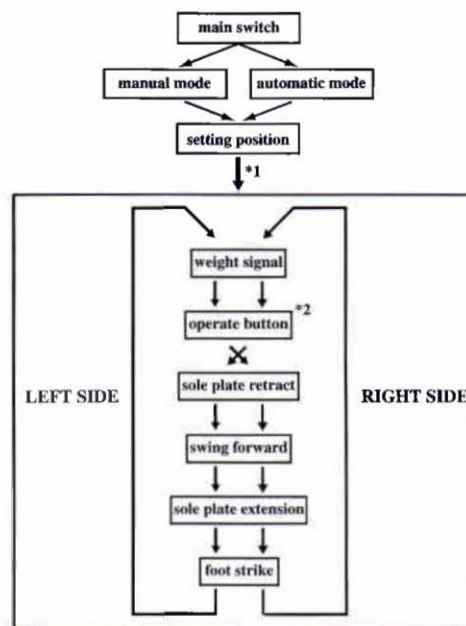 main switch
manual mode
automatic mode
setting position
*1
weight signal
operate button
*2
sole plate retract
LEFT SIDE
RIGHT SIDE
swing forward
sole plate extension
foot strike